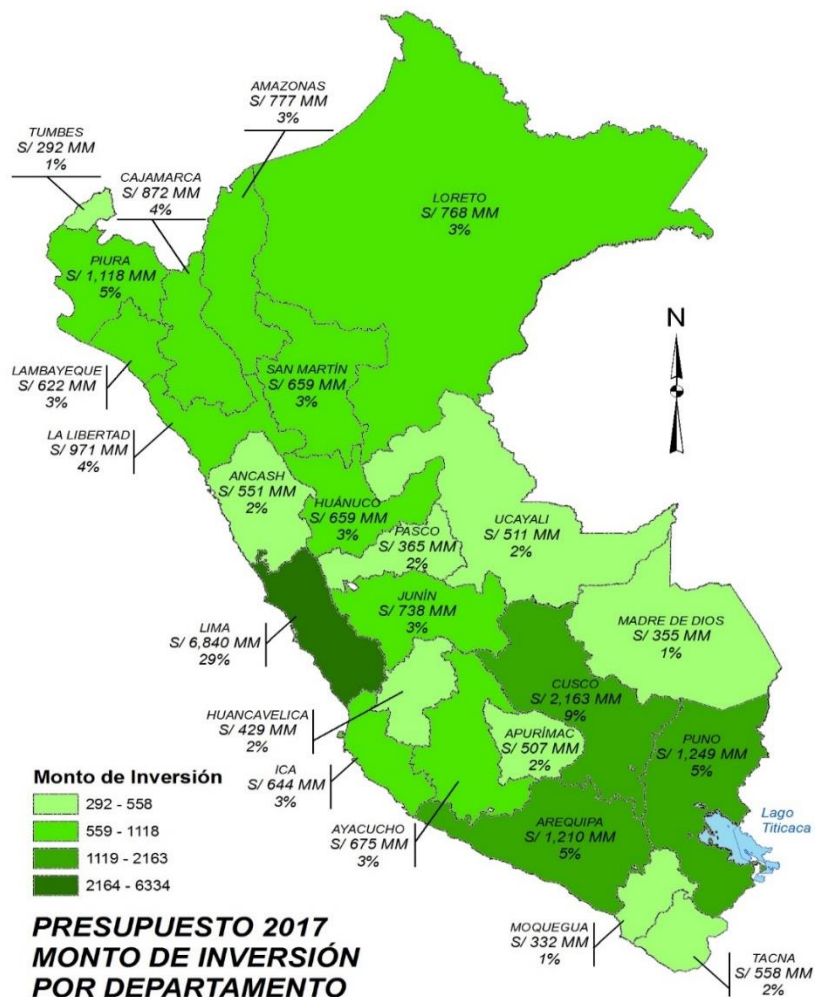 AMAZONAS
S/ 777 MM
3%
TUMBES
S/ 292 MM
1%
CAJAMARCA
S/ 872 MM
4%
LORETO
S/ 768 MM
3%
PIURA
S/ 1,118 MM
5%
N
LAMBAYEQUE
S/ 622 MM
3%
SAN MARTÍN
S/ 659 MM
3%
LA LIBERTAD
S/ 971 MM
4%
ANCASH
S/ 551 MM
2%
HUÁNUCO
S/ 659 MM
3%
PASCO
S/ 365 MM
2%
UCAYALI
S/ 511 MM
2%
JUNÍN
S/ 738 MM
3%
MADRE DE DIOS
S/ 355 MM
1%
LIMA
S/ 6,840 MM
29%
CUSCO
S/ 2,163 MM
9%
HUANCAVELICA
S/ 429 MM
2%
APURÍMAC
S/ 507 MM
2%
PUNO
S/ 1,249 MM
5%
ICA
S/ 644 MM
3%
AYACUCHO
S/ 675 MM
3%
AREQUIPA
S/ 1,210 MM
5%
Lago
Titicaca
MOQUEGUA
S/ 332 MM
1%
TACNA
S/ 558 MM
2%
Monto de Inversión
292 - 558
559 - 1118
1119 - 2163
2164 - 6334
PRESUPUESTO 2017
MONTO DE INVERSIÓN
POR DEPARTAMENTO